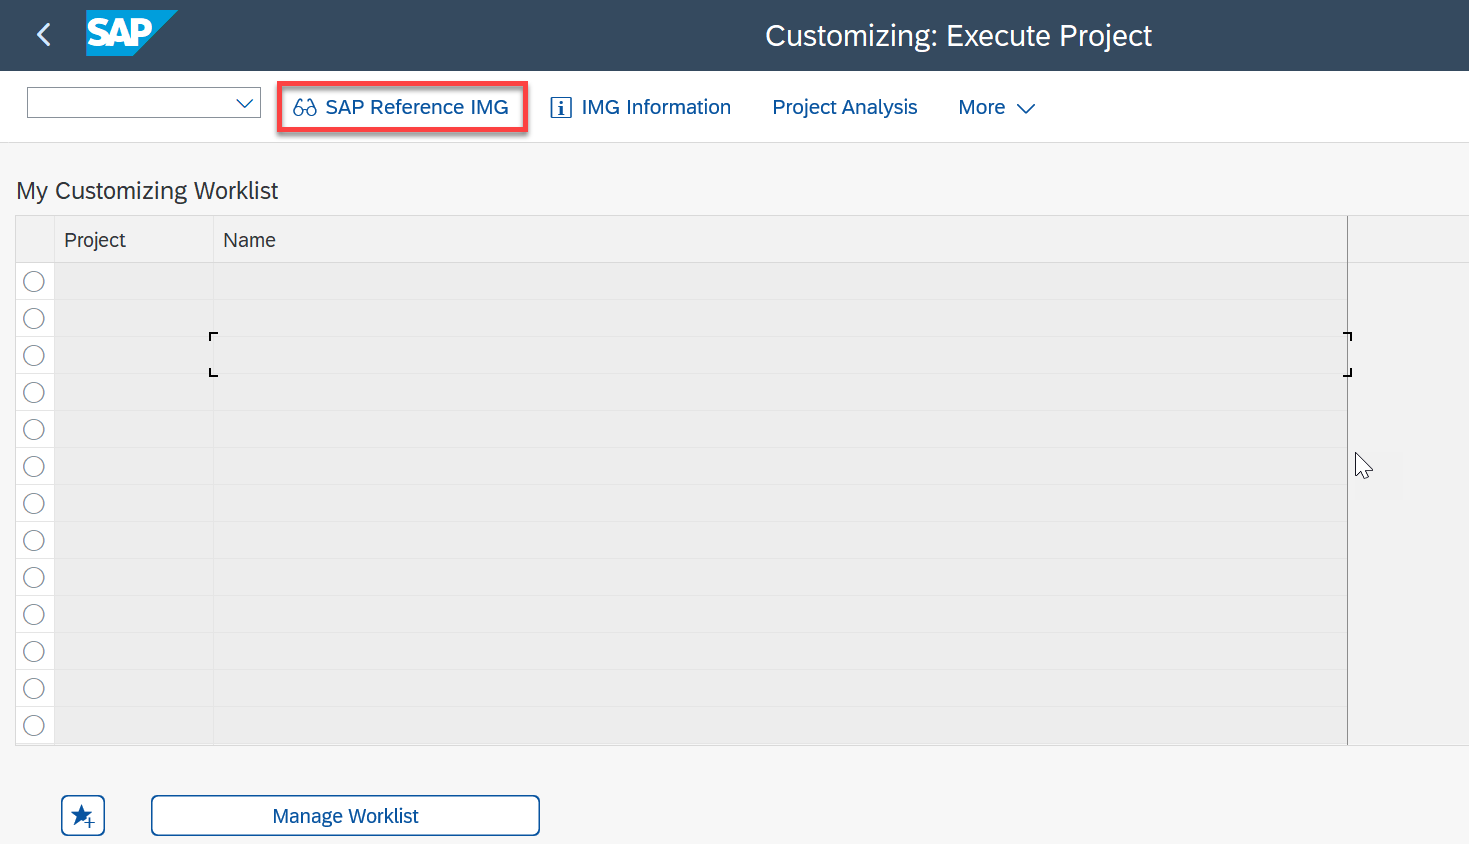 SAP
Customizing: Execute Project
SAP Reference IMG
IMG Information
Project Analysis
More
My Customizing Worklist
Project
Name
Manage Worklist